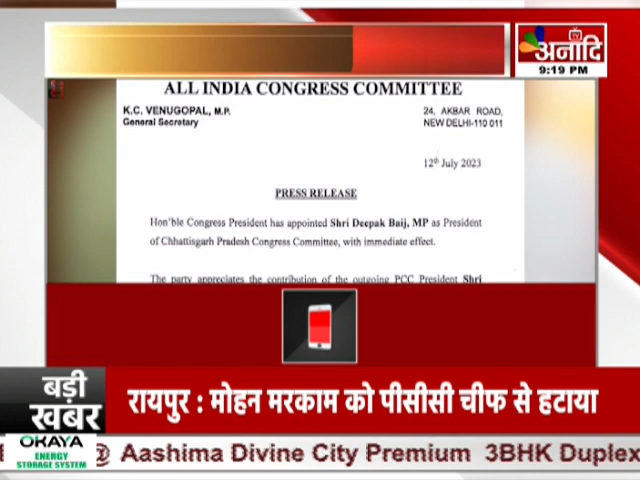 TV
अनादि
9:19 PM
ALL INDIA CONGRESS COMMITTEE
K.C. VENUGOPAL, M.P.
General Secretary
24, AKBAR ROAD,
NEW DELHI-110 011
12th July 2023
PRESS RELEASE
Hon'ble Congress President has appointed Shri Deepak Baij, MP as President
of Chhattisgarh Pradesh Congress Committee, with immediate effect.
The party appreciates the contribution of the outgoing PCC President Shri
बड़ी
खबर
रायपुर : मोहन मरकाम को पीसीसी चीफ से हटाया
OKAYA
ENERGY
STORAGE SYSTEM
@ Aashima Divine City Premium 3BHK Duplex